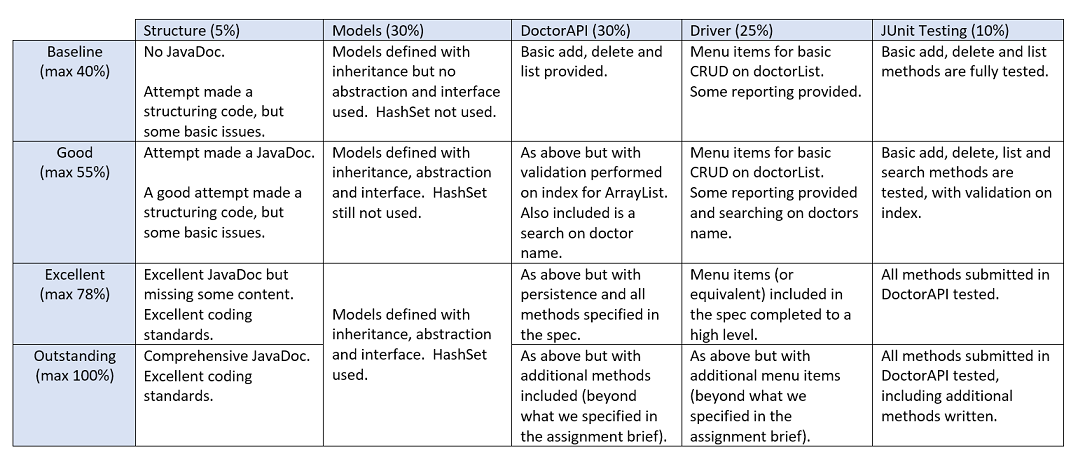 Structure (5%)
Models (30%)
DoctorAPI (30%)
Driver (25%)
JUnit Testing (10%)
Baseline
(max 40%)
No JavaDoc.
Attempt made a
structuring code, but
some basic issues.
Models defined with
inheritance but no
abstraction and interface
used.  HashSet not used.
Basic add, delete and
list provided.
Menu items for basic
CRUD on doctorList.
Some reporting provided.
Basic add, delete and list
methods are fully tested.
Good
(max 55%)
Attempt made a JavaDoc.
A good attempt made a
structuring code, but
some basic issues.
Models defined with
inheritance, abstraction
and interface.  HashSet
still not used.
As above but with
validation performed
on index for ArrayList.
Also included is a
search on doctor
name.
Menu items for basic
CRUD on doctorList.
Some reporting provided
and searching on doctors
name.
Basic add, delete, list and
search methods are
tested, with validation on
index.
Excellent
(max 78%)
Excellent JavaDoc but
missing some content.
Excellent coding
standards.
Models defined with
inheritance, abstraction
and interface.  HashSet
used.
As above but with
persistence and all
methods specified in
the spec.
Menu items (or
equivalent) included in
the spec completed to a
high level.
All methods submitted in
DoctorAPI tested.
Outstanding
(max 100%)
Comprehensive JavaDoc.
Excellent coding
standards.
As above but with
additional methods
included (beyond
what we specified in
the assignment brief).
As above but with
additional menu items
(beyond what we
specified in the
assignment brief).
All methods submitted in
DoctorAPI tested,
including additional
methods written.